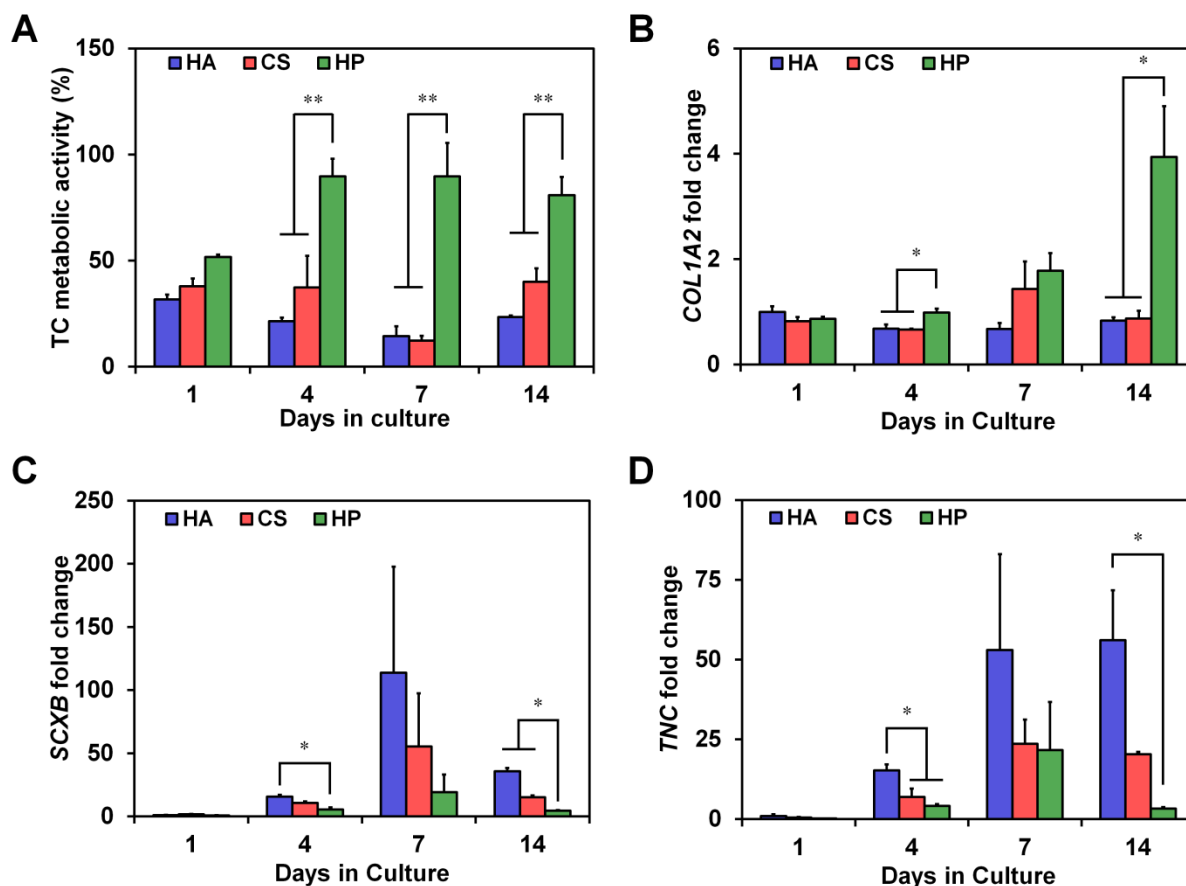 A
TC metabolic activity (%)
150
100
50
0
HA CS HP
** ** **
1 4 7 14
Days in culture
B
COL1A2 fold change
6
4
2
0
HA CS HP
* *
1 4 7 14
Days in Culture
C
SCXB fold change
250
200
150
100
50
0
HA CS HP
* *
1 4 7 14
Days in Culture
D
TNC fold change
100
75
50
25
0
HA CS HP
* *
1 4 7 14
Days in Culture